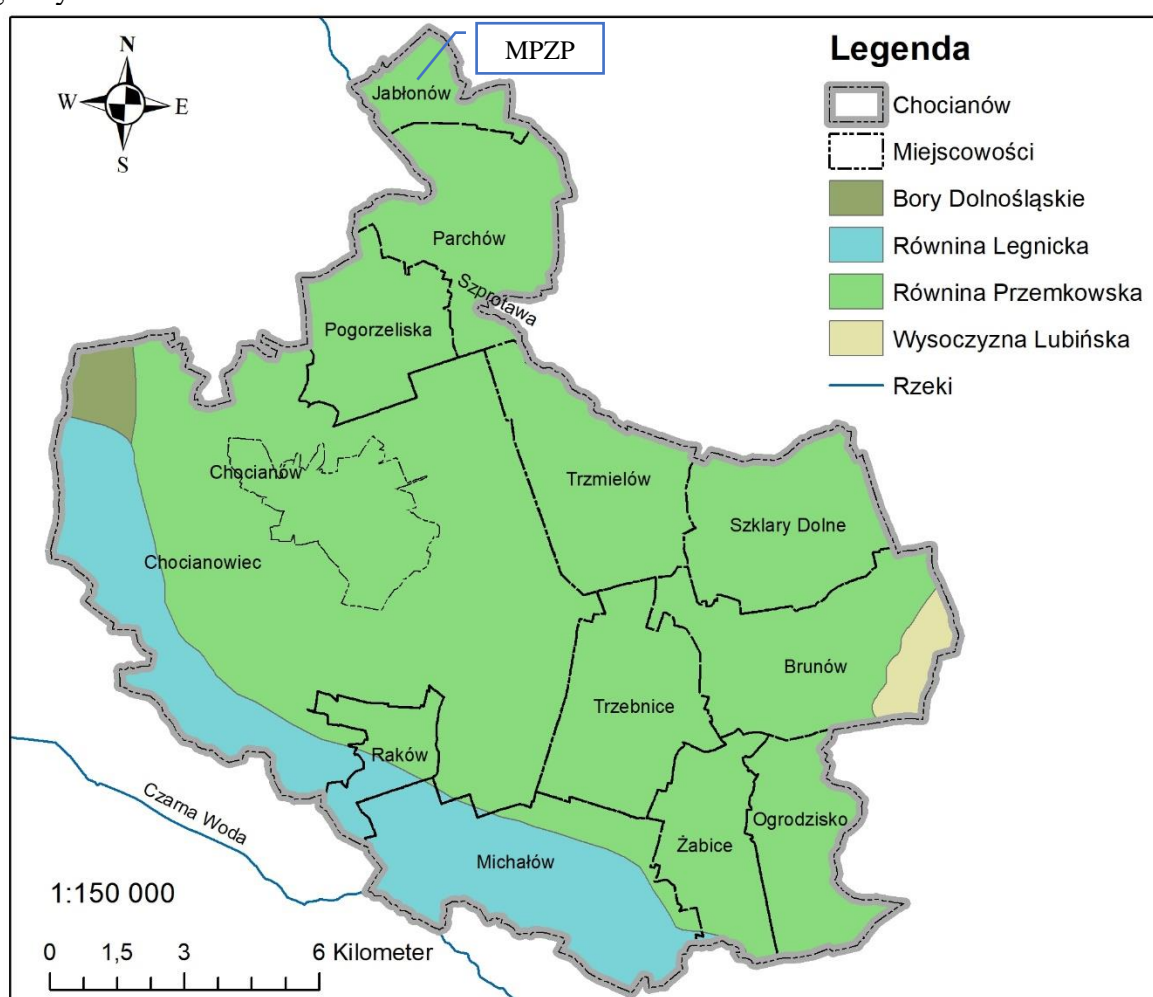 MPZP
N
W
E
S
Jabłonów
Parchów
Szprotawa
Pogorzeliska
Chocianów
Trzmielów
Szklary Dolne
Chocianowiec
Brunów
Trzebnice
Raków
Czarna Woda
Ogrodzisko
Żabice
Michałów
1:150 000
0 1,5 3 6 Kilometer
Legenda
Chocianów
Miejscowości
Bory Dolnośląskie
Równina Legnicka
Równina Przemkowska
Wysoczyzna Lubińska
Rzeki